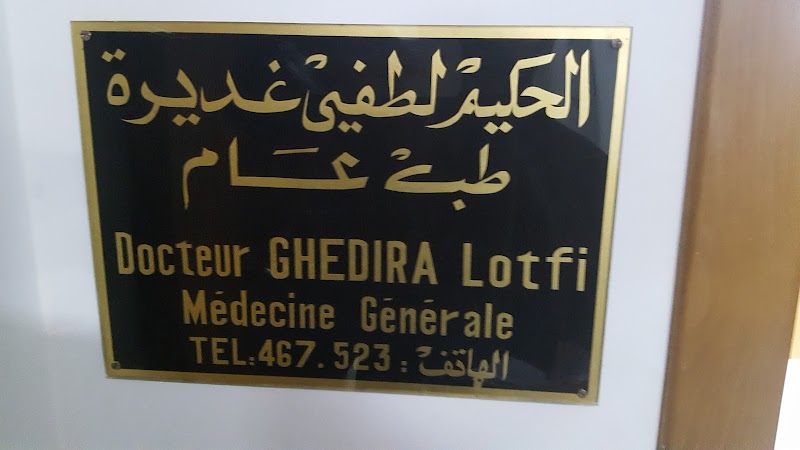 الحكيم لطفي غديرة
طب عام
Docteur GHEDIRA Lotfi
Médecine Générale
TEL:467.523 : الهاتف